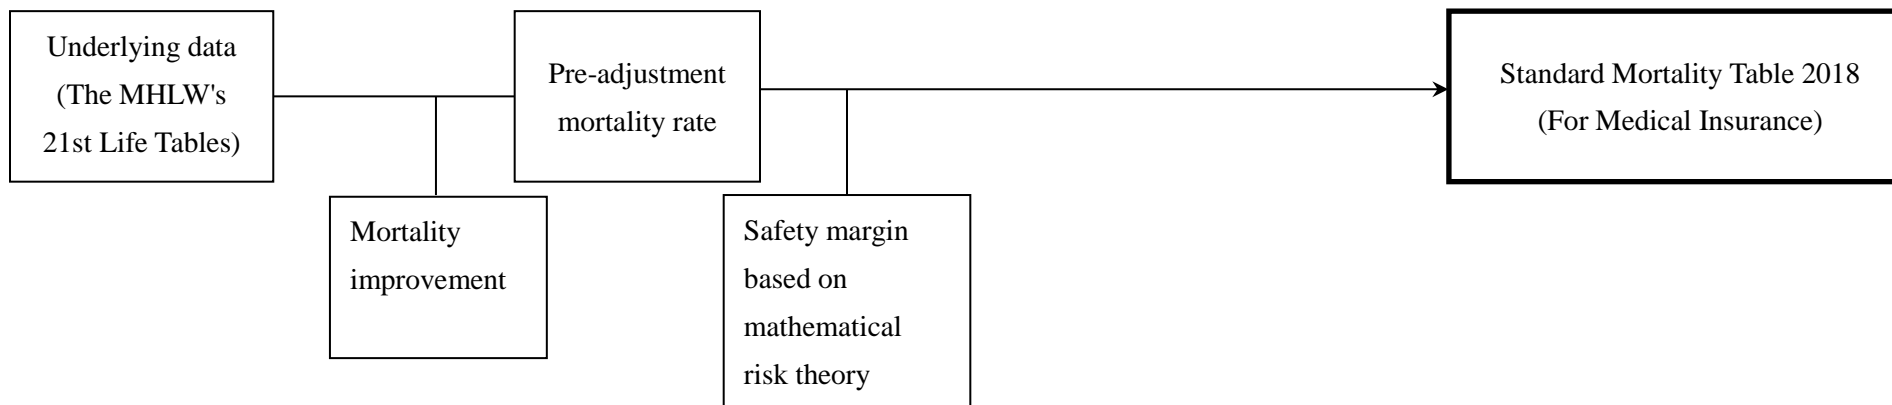 Underlying data
(The MHLW's
21st Life Tables)
Pre-adjustment
mortality rate
Standard Mortality Table 2018
(For Medical Insurance)
Mortality
improvement
Safety margin
based on
mathematical
risk theory